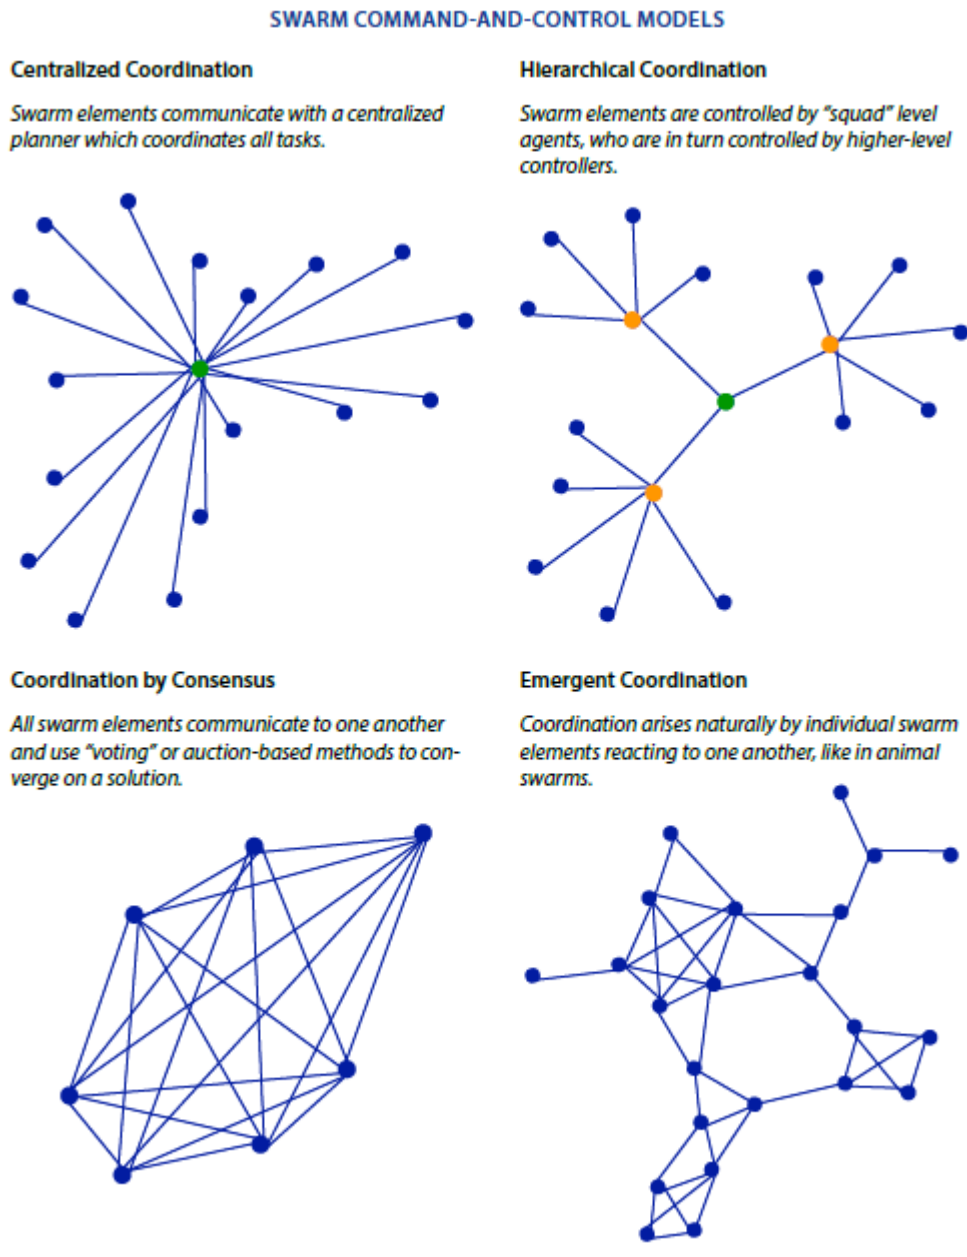 SWARM COMMAND-AND-CONTROL MODELS
Centralized Coordination
Swarm elements communicate with a centralized
planner which coordinates all tasks.
Hierarchical Coordination
Swarm elements are controlled by “squad” level
agents, who are in turn controlled by higher-level
controllers.
Coordination by Consensus
All swarm elements communicate to one another
and use “voting” or auction-based methods to con-
verge on a solution.
Emergent Coordination
Coordination arises naturally by individual swarm
elements reacting to one another, like in animal
swarms.